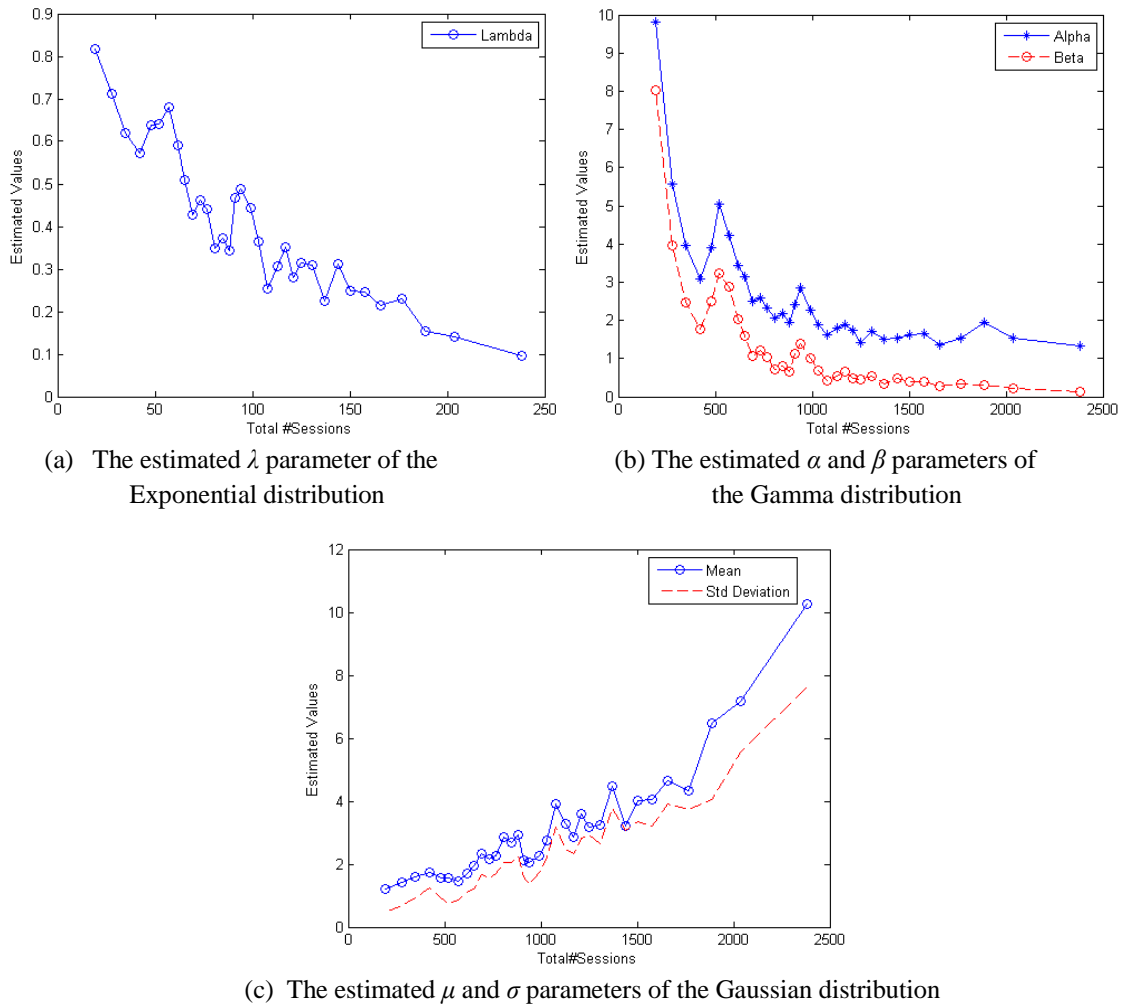 0.9
0.8
0.7
0.6
0.5
0.4
0.3
0.2
0.1
0
Estimated Values
Lambda
0 50 100 150 200 250
Total #Sessions
(a) The estimated λ parameter of the
Exponential distribution
10
9
8
7
6
5
4
3
2
1
0
Estimated Values
Alpha
Beta
0 500 1000 1500 2000 2500
Total #Sessions
(b) The estimated α and β parameters of
the Gamma distribution
12
10
8
6
4
2
0
Estimated Values
Mean
Std Deviation
0 500 1000 1500 2000 2500
Total#Sessions
(c) The estimated μ and σ parameters of the Gaussian distribution